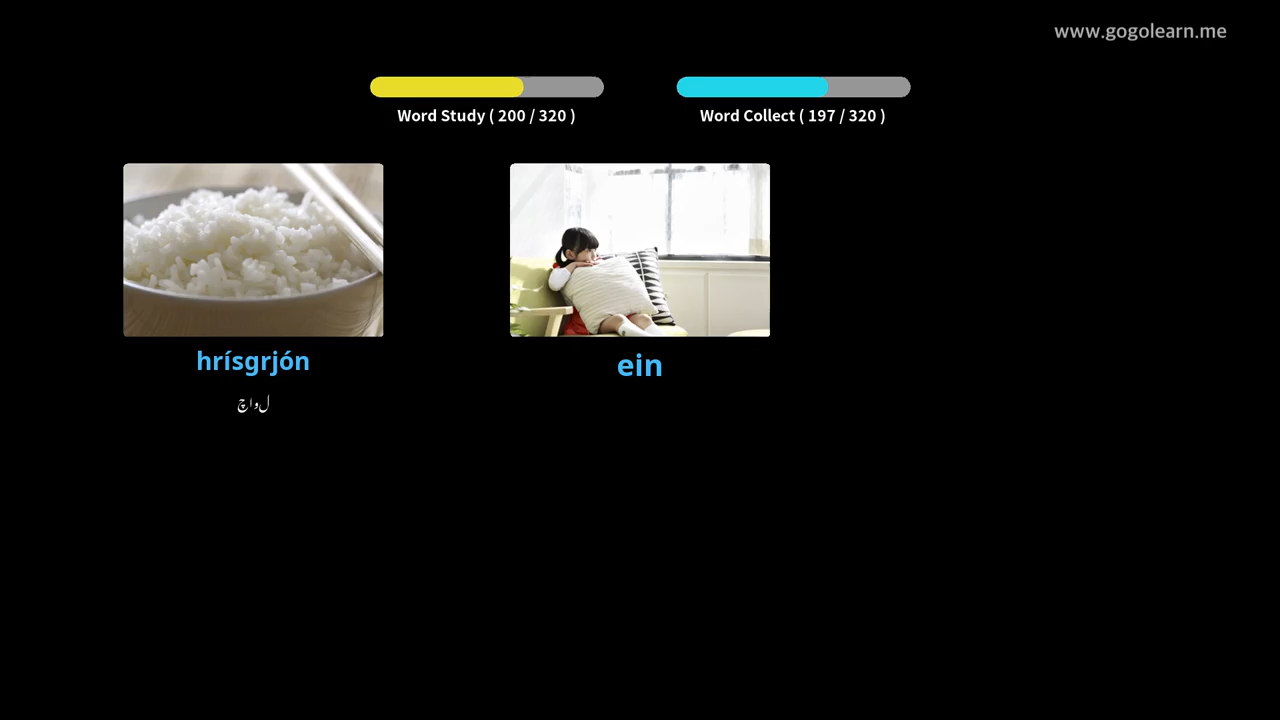 www.gogolearn.me
Word Study ( 200 / 320 )
Word Collect ( 197 / 320 )
hrísgrjón
ein
چاول